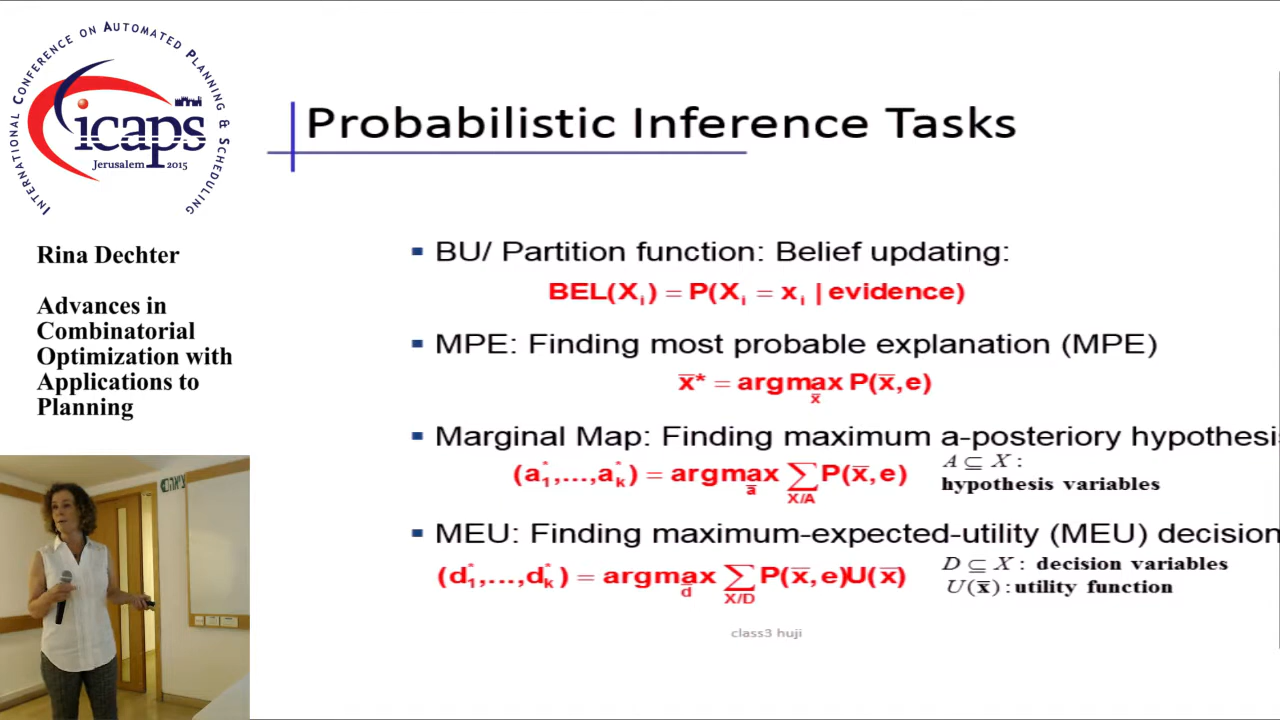 INTERNATIONAL CONFERENCE ON AUTOMATED PLANNING & SCHEDULING
icaps
Jerusalem 2015
Rina Dechter
Advances in
Combinatorial
Optimization with
Applications to
Planning
Probabilistic Inference Tasks
▪ BU/ Partition function: Belief updating:
BEL(Xᵢ) = P(Xᵢ = xᵢ | evidence)
▪ MPE: Finding most probable explanation (MPE)
x̅* = argmax P(x̅,e)
x̅
▪ Marginal Map: Finding maximum a-posteriory hypothesi
(a₁*,...,aₖ*) = argmax ∑ P(x̅,e)
a̅ X/A
A ⊆ X :
hypothesis variables
▪ MEU: Finding maximum-expected-utility (MEU) decision
(d₁*,...,dₖ*) = argmax ∑ P(x̅,e)U(x̅)
d̅ X/D
D ⊆ X : decision variables
U(x̅) : utility function
class3 huji
יציאה